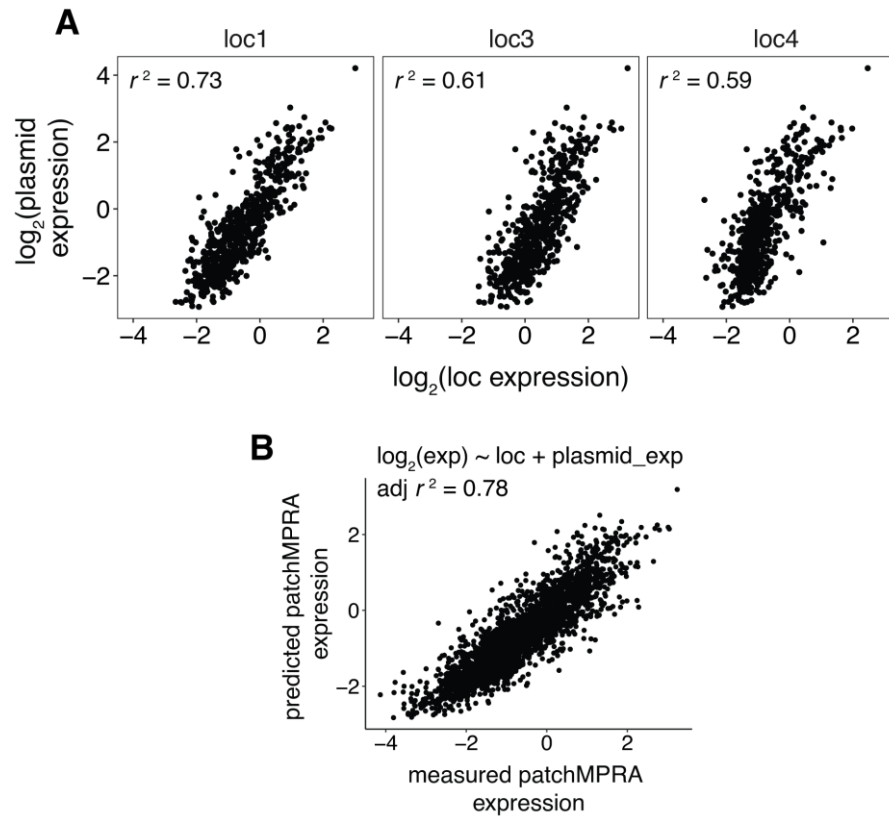 A
loc1
loc3
loc4
r² = 0.73
r² = 0.61
r² = 0.59
4
2
0
−2
log₂(plasmid
expression)
−4 −2 0 2
−4 −2 0 2
−4 −2 0 2
log₂(loc expression)
B
log₂(exp) ~ loc + plasmid_exp
adj r² = 0.78
2
0
−2
predicted patchMPRA
expression
−4 −2 0 2
measured patchMPRA
expression